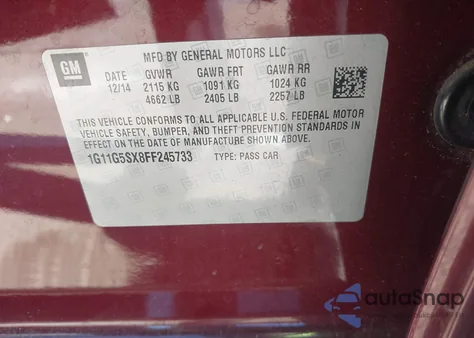 MFD BY GENERAL MOTORS LLC
GM
DATE GVWR GAWR FRT GAWR RR
12/14 2115 KG 1091 KG 1024 KG
4662 LB 2405 LB 2257 LB
THIS VEHICLE CONFORMS TO ALL APPLICABLE U.S. FEDERAL MOTOR
VEHICLE SAFETY, BUMPER, AND THEFT PREVENTION STANDARDS IN
EFFECT ON THE DATE OF MANUFACTURE SHOWN ABOVE.
1G11G5SX8FF245733 TYPE: PASS CAR
autoSnap